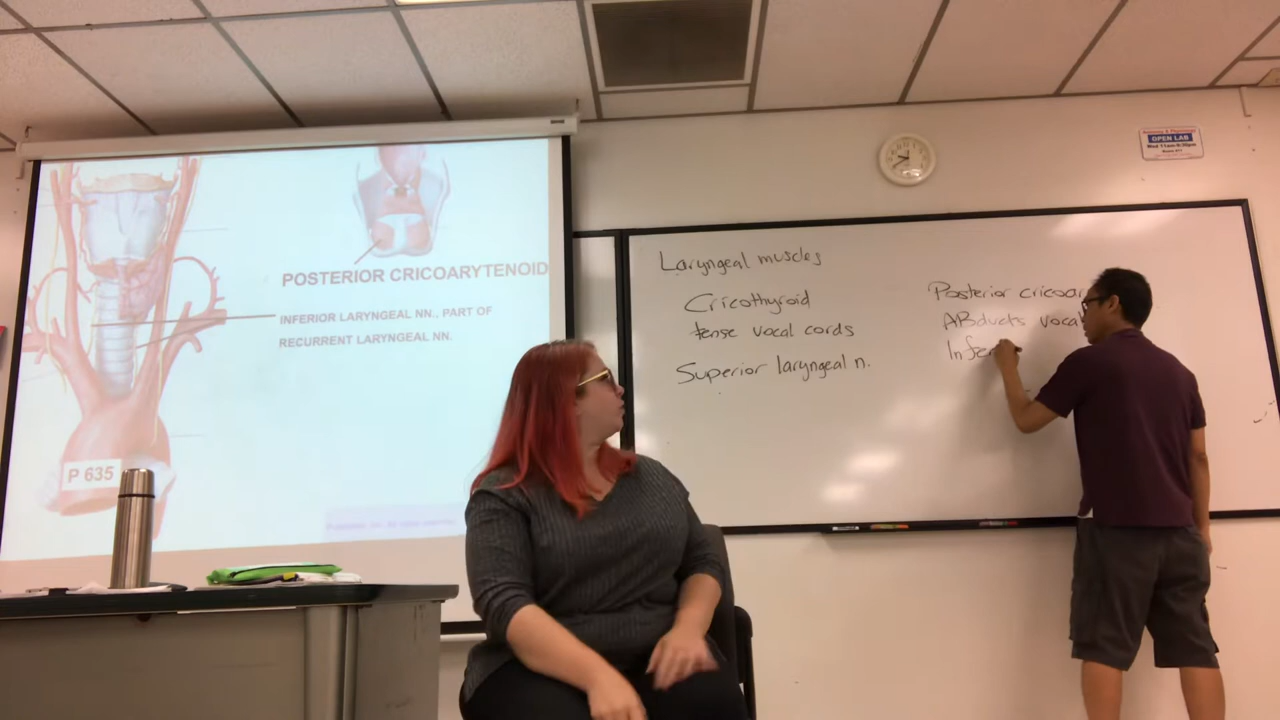 POSTERIOR CRICOARYTENOID
INFERIOR LARYNGEAL NN., PART OF
RECURRENT LARYNGEAL NN.
P 635
Laryngeal muscles
Cricothyroid
tense vocal cords
Superior laryngeal n.
Posterior cricoar
ABducts vocal
Infer
OPEN LAB